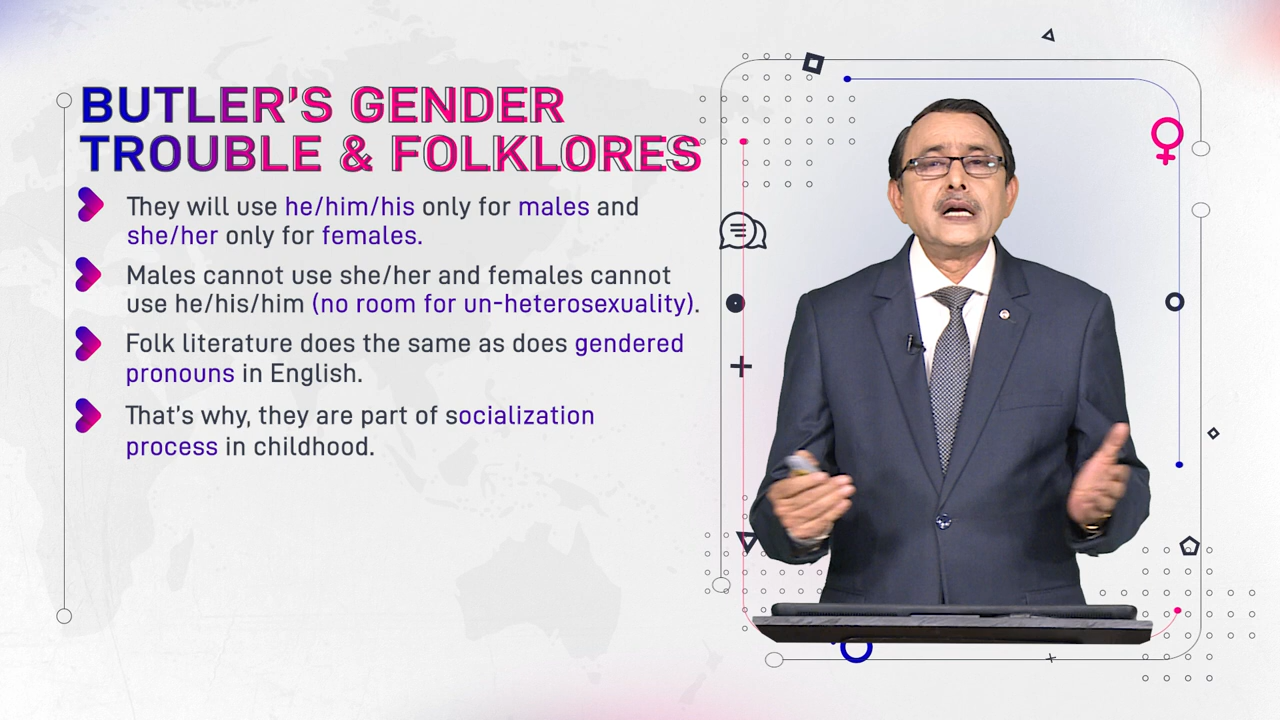 BUTLER'S GENDER
TROUBLE & FOLKLORES
They will use he/him/his only for males and
she/her only for females.
Males cannot use she/her and females cannot
use he/his/him (no room for un-heterosexuality).
Folk literature does the same as does gendered
pronouns in English.
That's why, they are part of socialization
process in childhood.